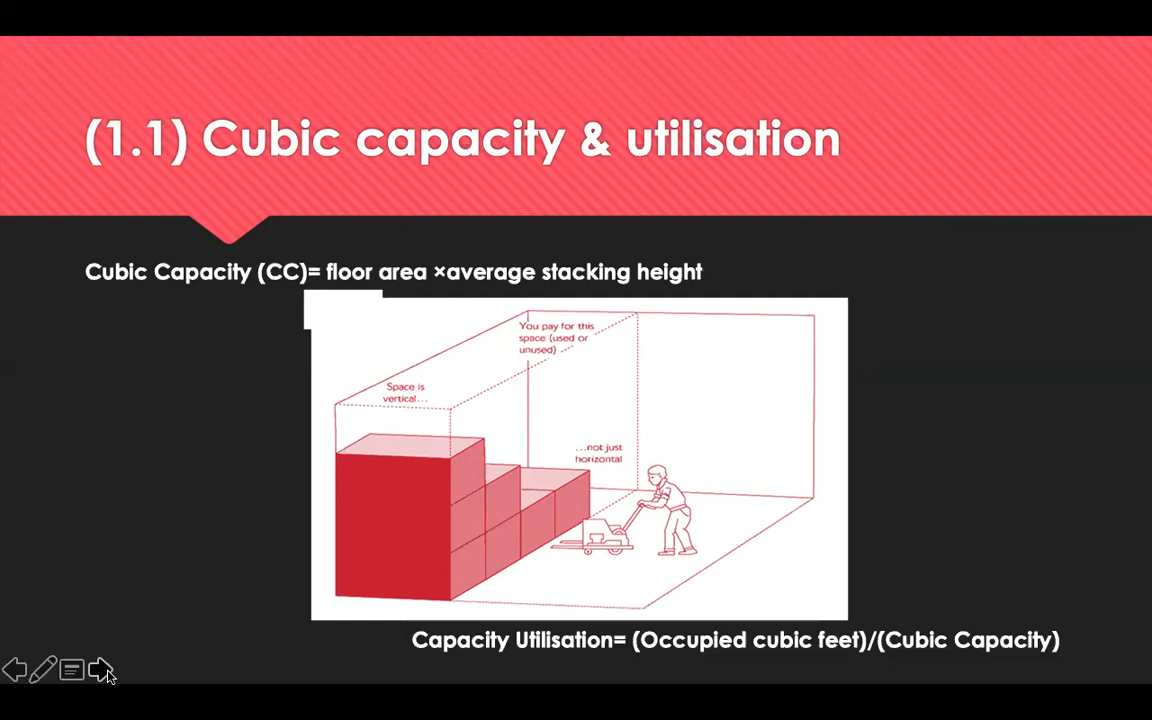 (1.1) Cubic capacity & utilisation
Cubic Capacity (CC)= floor area ×average stacking height
You pay for this
space (used or
unused)
Space is
vertical...
...not just
horizontal
Capacity Utilisation= (Occupied cubic feet)/(Cubic Capacity)